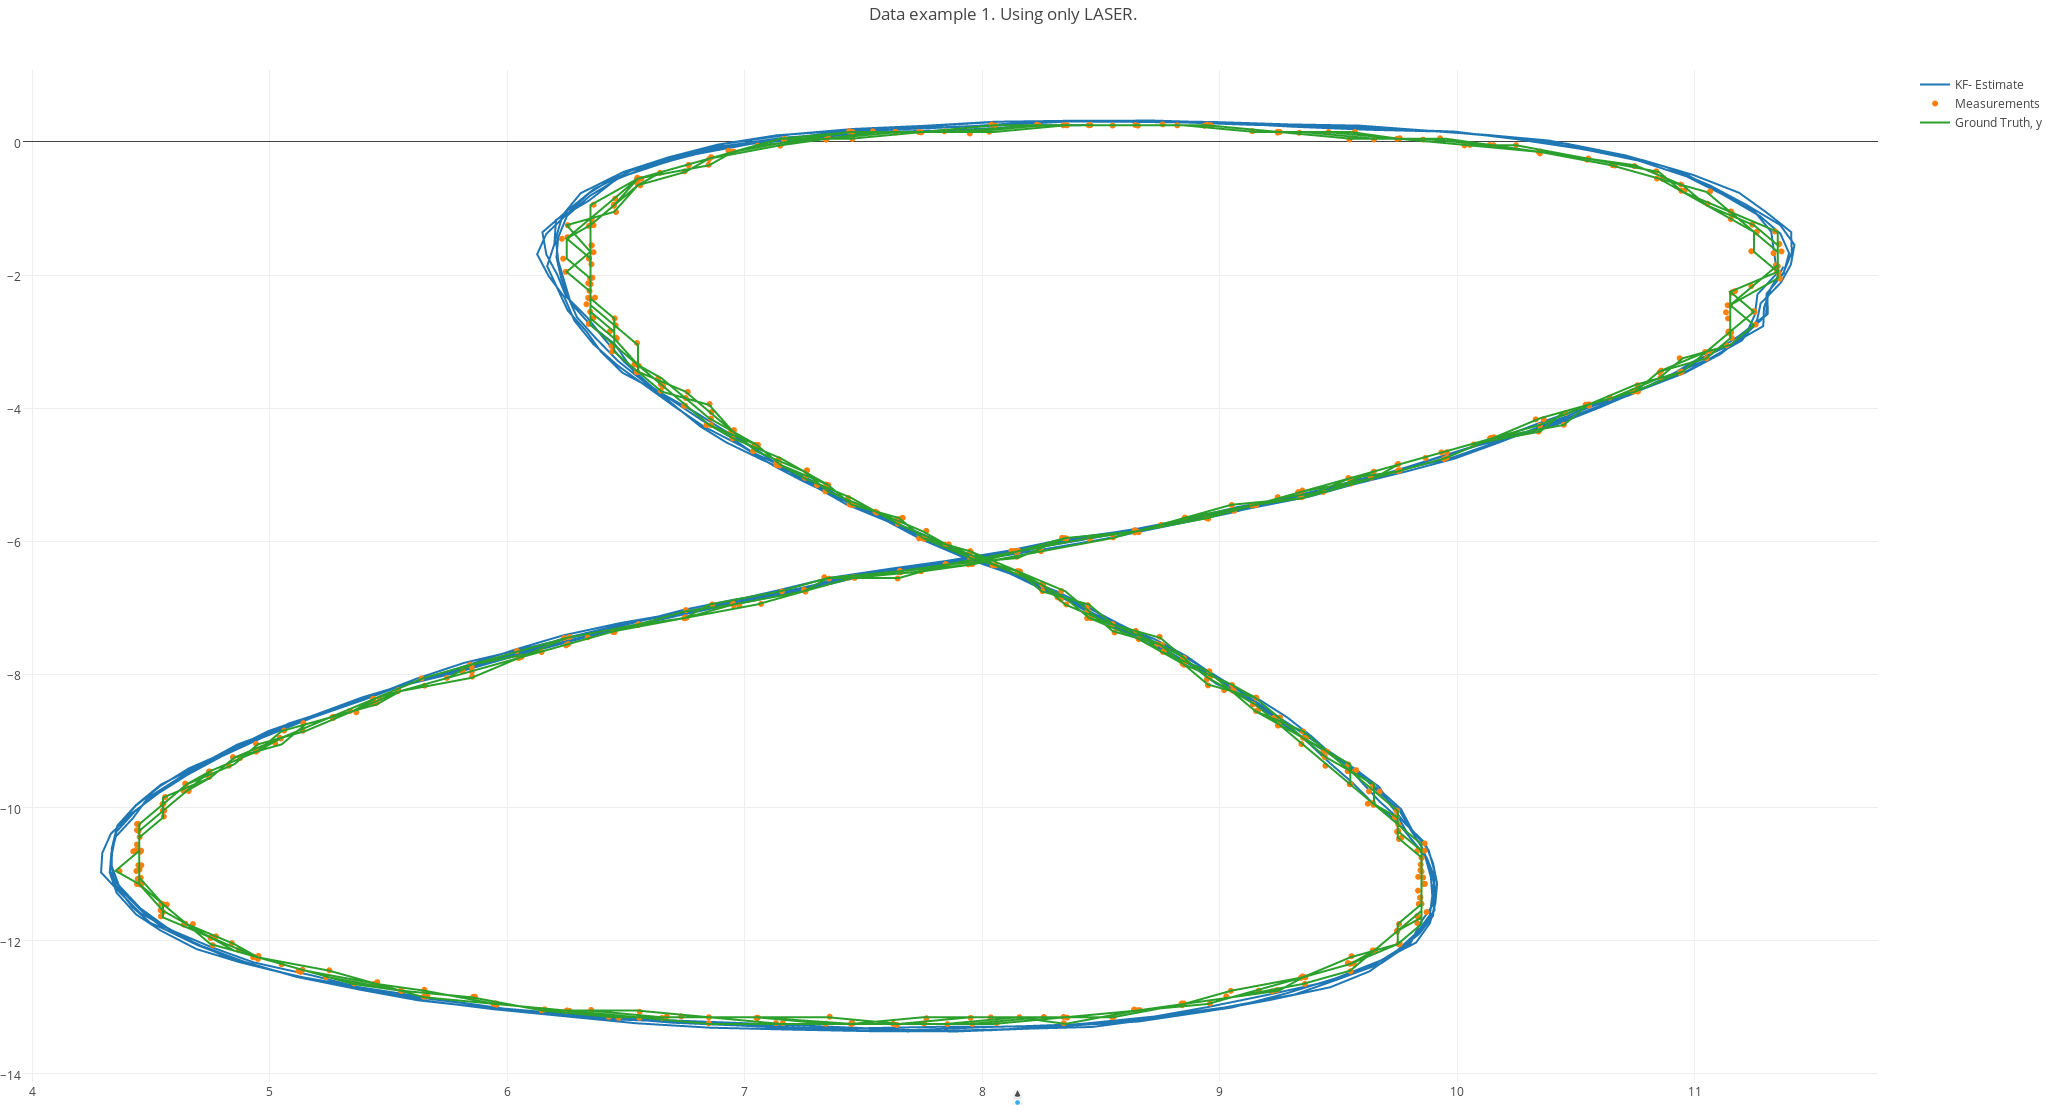 Data example 1. Using only LASER.
KF- Estimate
Measurements
Ground Truth, y
0
−2
−4
−6
−8
−10
−12
−14
4 5 6 7 8 9 10 11